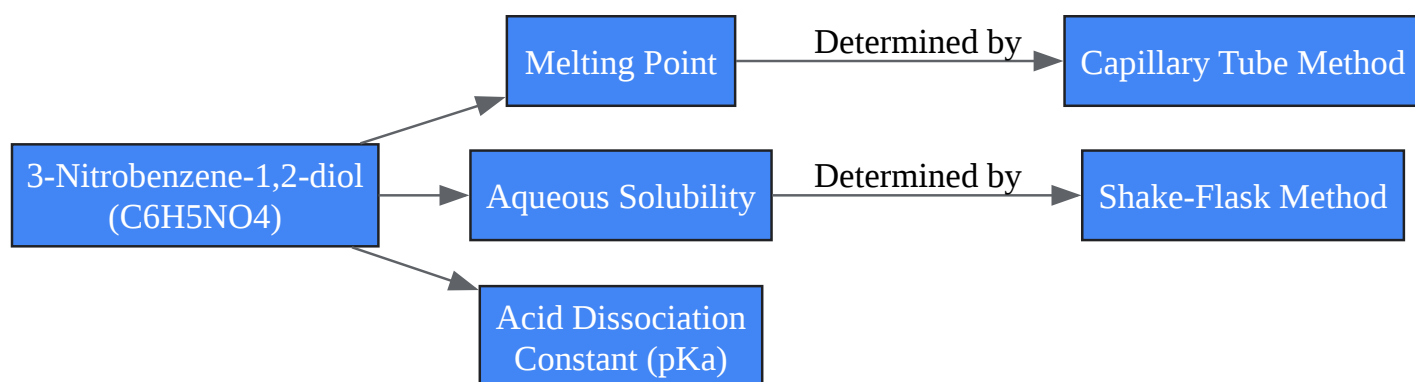 Melting Point
Determined by
Capillary Tube Method
3-Nitrobenzene-1,2-diol
(C6H5NO4)
Aqueous Solubility
Determined by
Shake-Flask Method
Acid Dissociation
Constant (pKa)